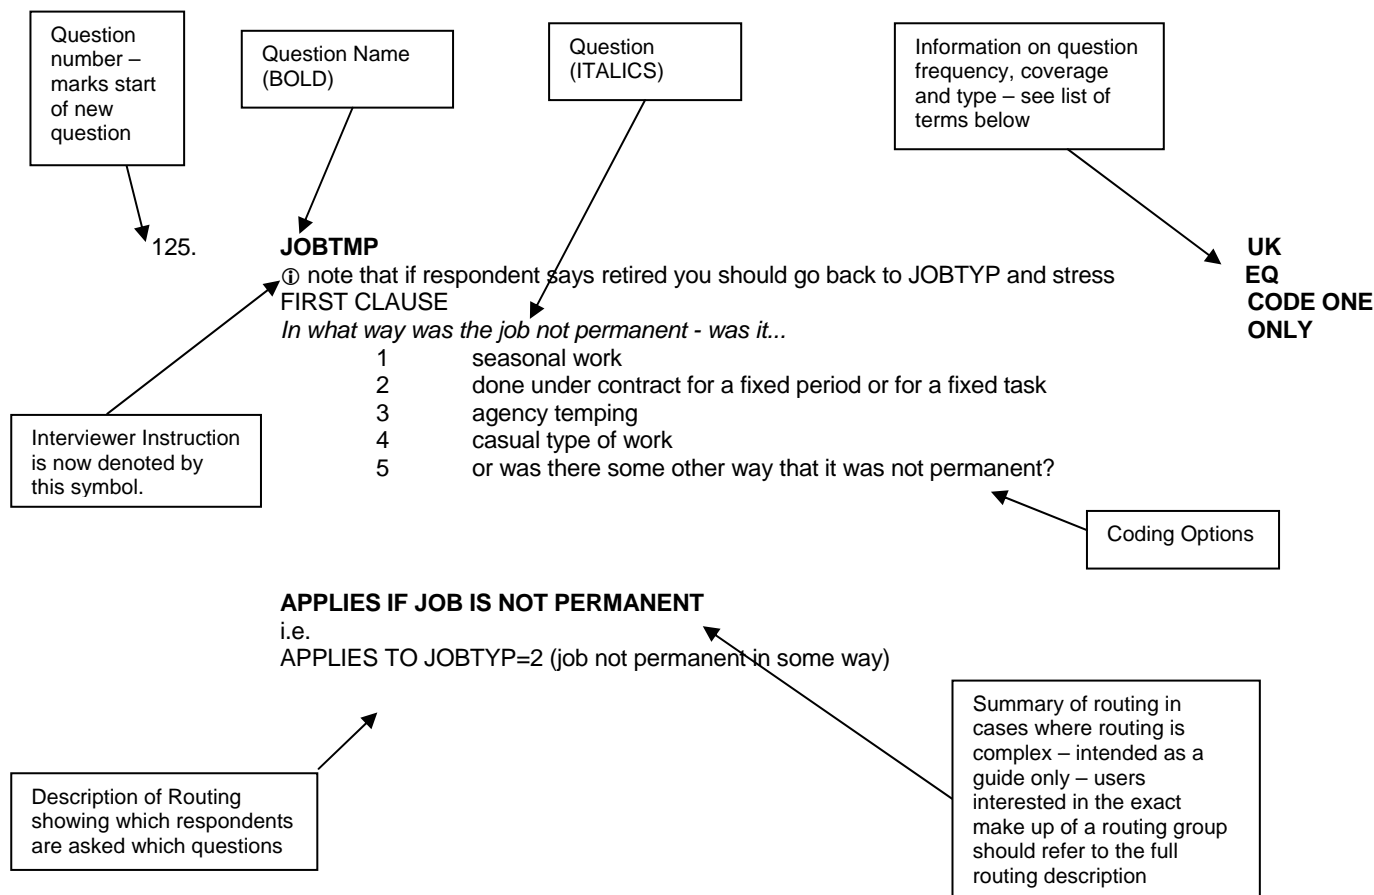 Question
number –
marks start
of new
question
Question Name
(BOLD)
Question
(ITALICS)
Information on question
frequency, coverage
and type – see list of
terms below
125.
JOBTMP
UK
🛈 note that if respondent says retired you should go back to JOBTYP and stress
EQ
FIRST CLAUSE
CODE ONE
In what way was the job not permanent - was it...
ONLY
1 seasonal work
2 done under contract for a fixed period or for a fixed task
3 agency temping
4 casual type of work
5 or was there some other way that it was not permanent?
Interviewer Instruction
is now denoted by
this symbol.
Coding Options
APPLIES IF JOB IS NOT PERMANENT
i.e.
APPLIES TO JOBTYP=2 (job not permanent in some way)
Summary of routing in
cases where routing is
complex – intended as a
guide only – users
interested in the exact
make up of a routing group
should refer to the full
routing description
Description of Routing
showing which respondents
are asked which questions